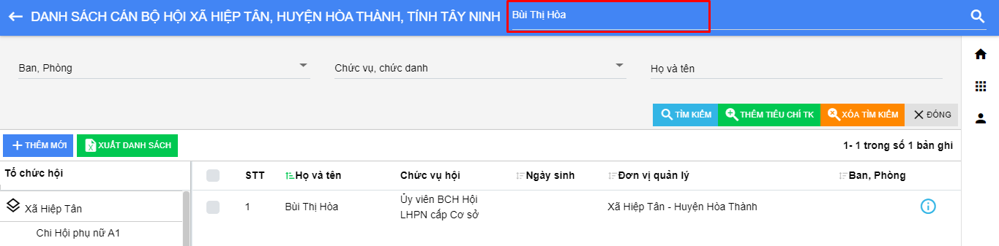 DANH SÁCH CÁN BỘ HỘI XÃ HIỆP TÂN, HUYỆN HÒA THÀNH, TỈNH TÂY NINH Bùi Thị Hòa
Ban, Phòng Chức vụ, chức danh Họ và tên
TÌM KIẾM THÊM TIÊU CHÍ TK XÓA TÌM KIẾM ĐÓNG
THÊM MỚI XUẤT DANH SÁCH 1- 1 trong số 1 bản ghi
Tổ chức hội STT Họ và tên Chức vụ hội Ngày sinh Đơn vị quản lý Ban, Phòng
Xã Hiệp Tân 1 Bùi Thị Hòa Ủy viên BCH Hội Xã Hiệp Tân - Huyện Hòa Thành
LHPN cấp Cơ sở
Chi Hội phụ nữ A1